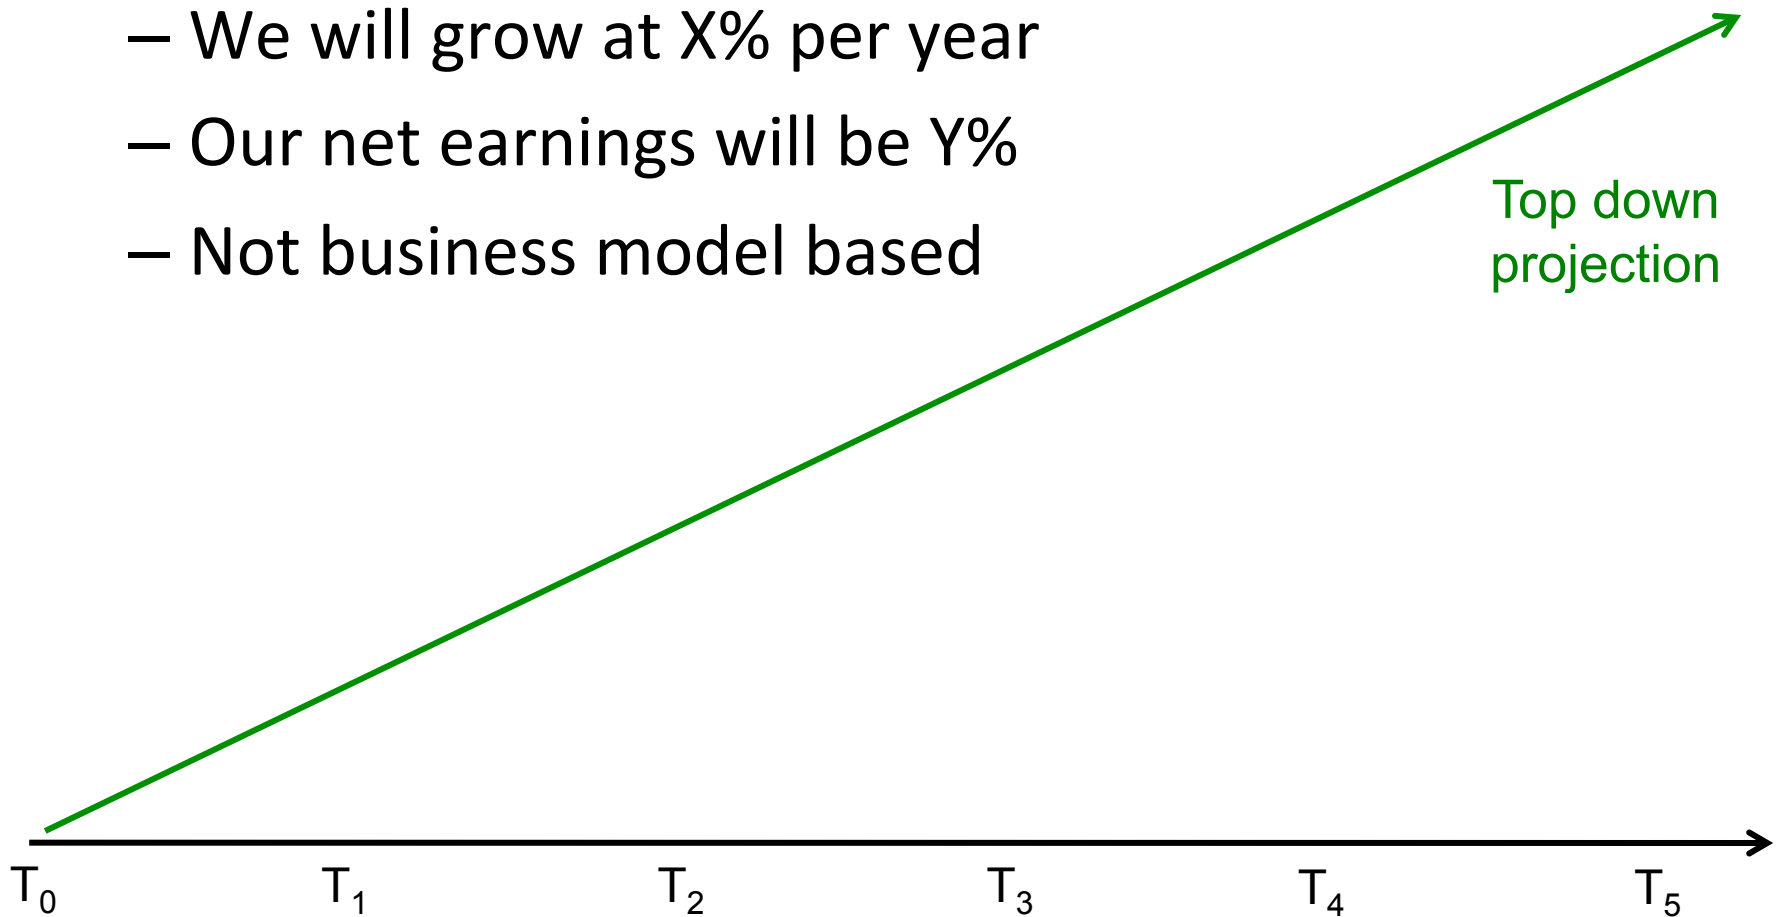 – We will grow at X% per year
– Our net earnings will be Y%
– Not business model based
Top down
projection
T₀ T₁ T₂ T₃ T₄ T₅